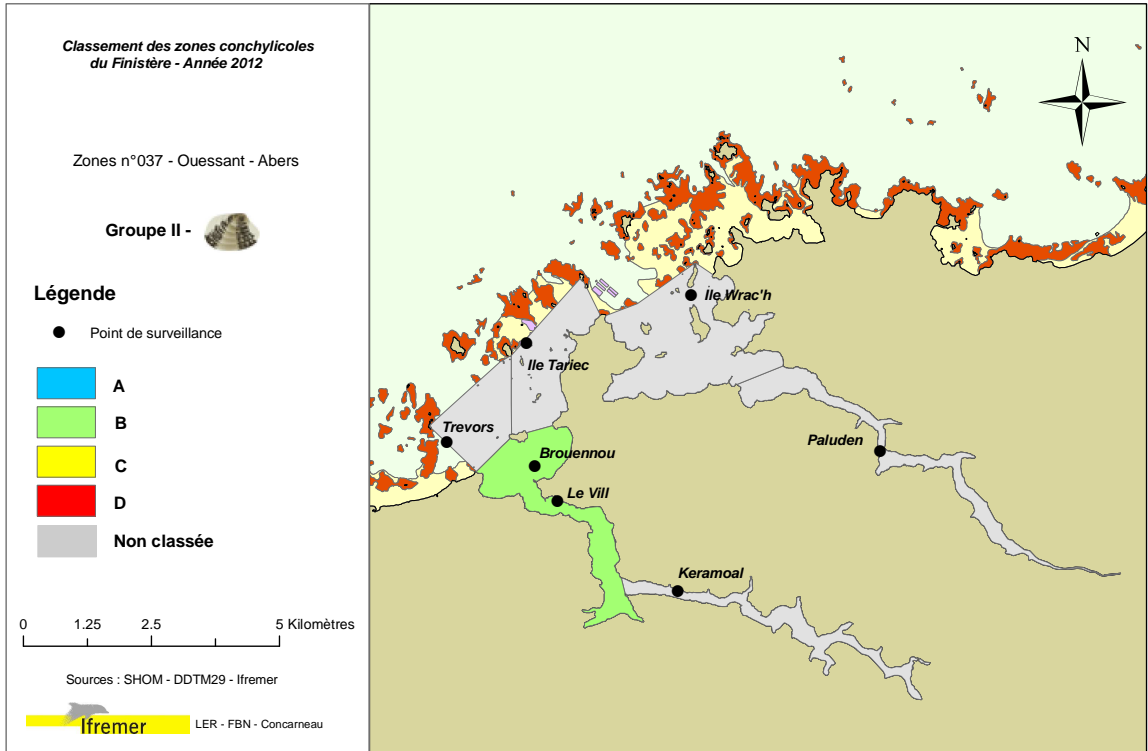 Classement des zones conchylicoles
du Finistère - Année 2012
Zones n°037 - Ouessant - Abers
Groupe II -
Légende
Point de surveillance
A
B
C
D
Non classée
0 1.25 2.5 5 Kilomètres
Sources : SHOM - DDTM29 - Ifremer
Ifremer
LER - FBN - Concarneau
N
Ile Wrac'h
Ile Tariec
Trevors
Brouennou
Paluden
Le Vill
Keramoal